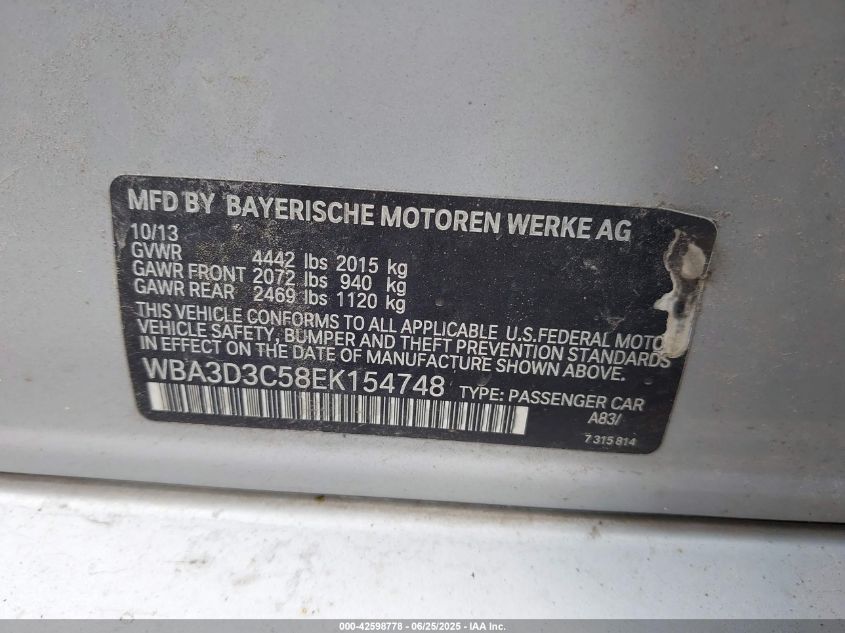 MFD BY BAYERISCHE MOTOREN WERKE AG
10/13
GVWR 4442 lbs 2015 kg
GAWR FRONT 2072 lbs 940 kg
GAWR REAR 2469 lbs 1120 kg
THIS VEHICLE CONFORMS TO ALL APPLICABLE U.S.FEDERAL MOTO
VEHICLE SAFETY, BUMPER AND THEFT PREVENTION STANDARDS
IN EFFECT ON THE DATE OF MANUFACTURE SHOWN ABOVE.
WBA3D3C58EK154748 TYPE: PASSENGER CAR
A83/
7 315 814
000-42598778 - 06/25/2025 - IAA Inc.